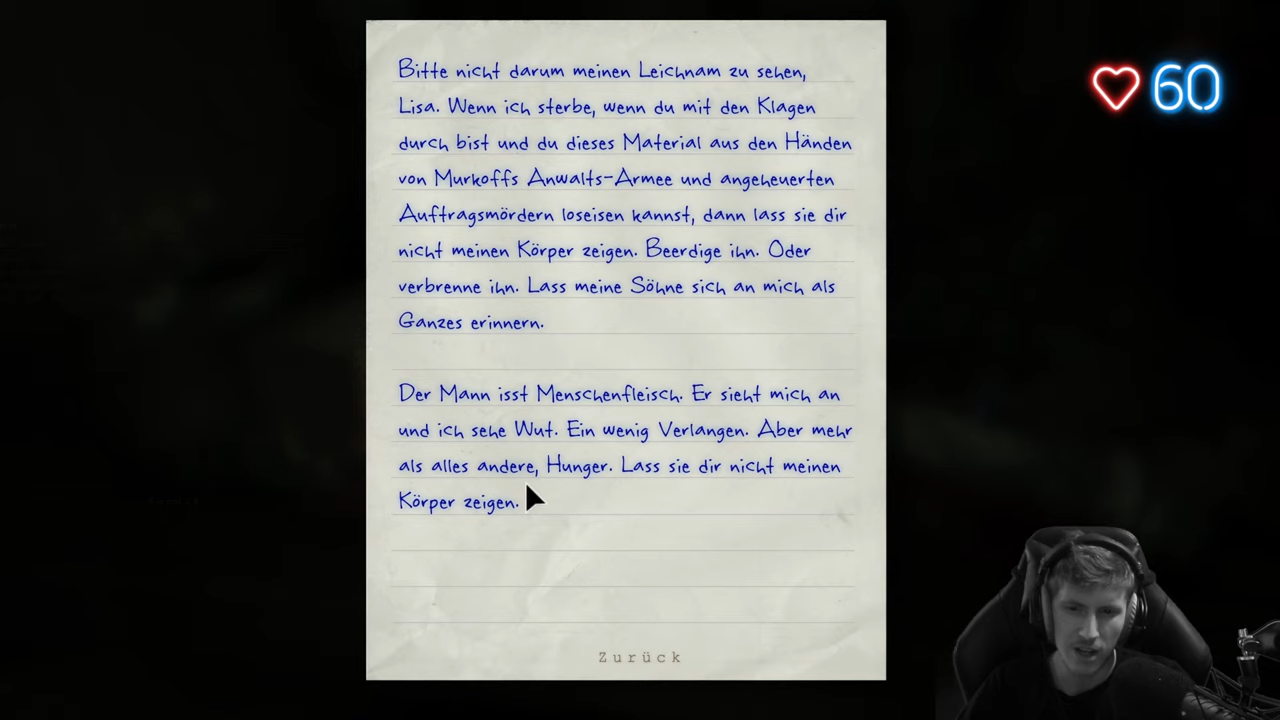 Bitte nicht darum meinen Leichnam zu sehen,
Lisa. Wenn ich sterbe, wenn du mit den Klagen
durch bist und du dieses Material aus den Händen
von Murkoffs Anwalts-Armee und angeheuerten
Auftragsmördern loseisen kannst, dann lass sie dir
nicht meinen Körper zeigen. Beerdige ihn. Oder
verbrenne ihn. Lass meine Söhne sich an mich als
Ganzes erinnern.
Der Mann isst Menschenfleisch. Er sieht mich an
und ich sehe Wut. Ein wenig Verlangen. Aber mehr
als alles andere, Hunger. Lass sie dir nicht meinen
Körper zeigen.
Zurück
60